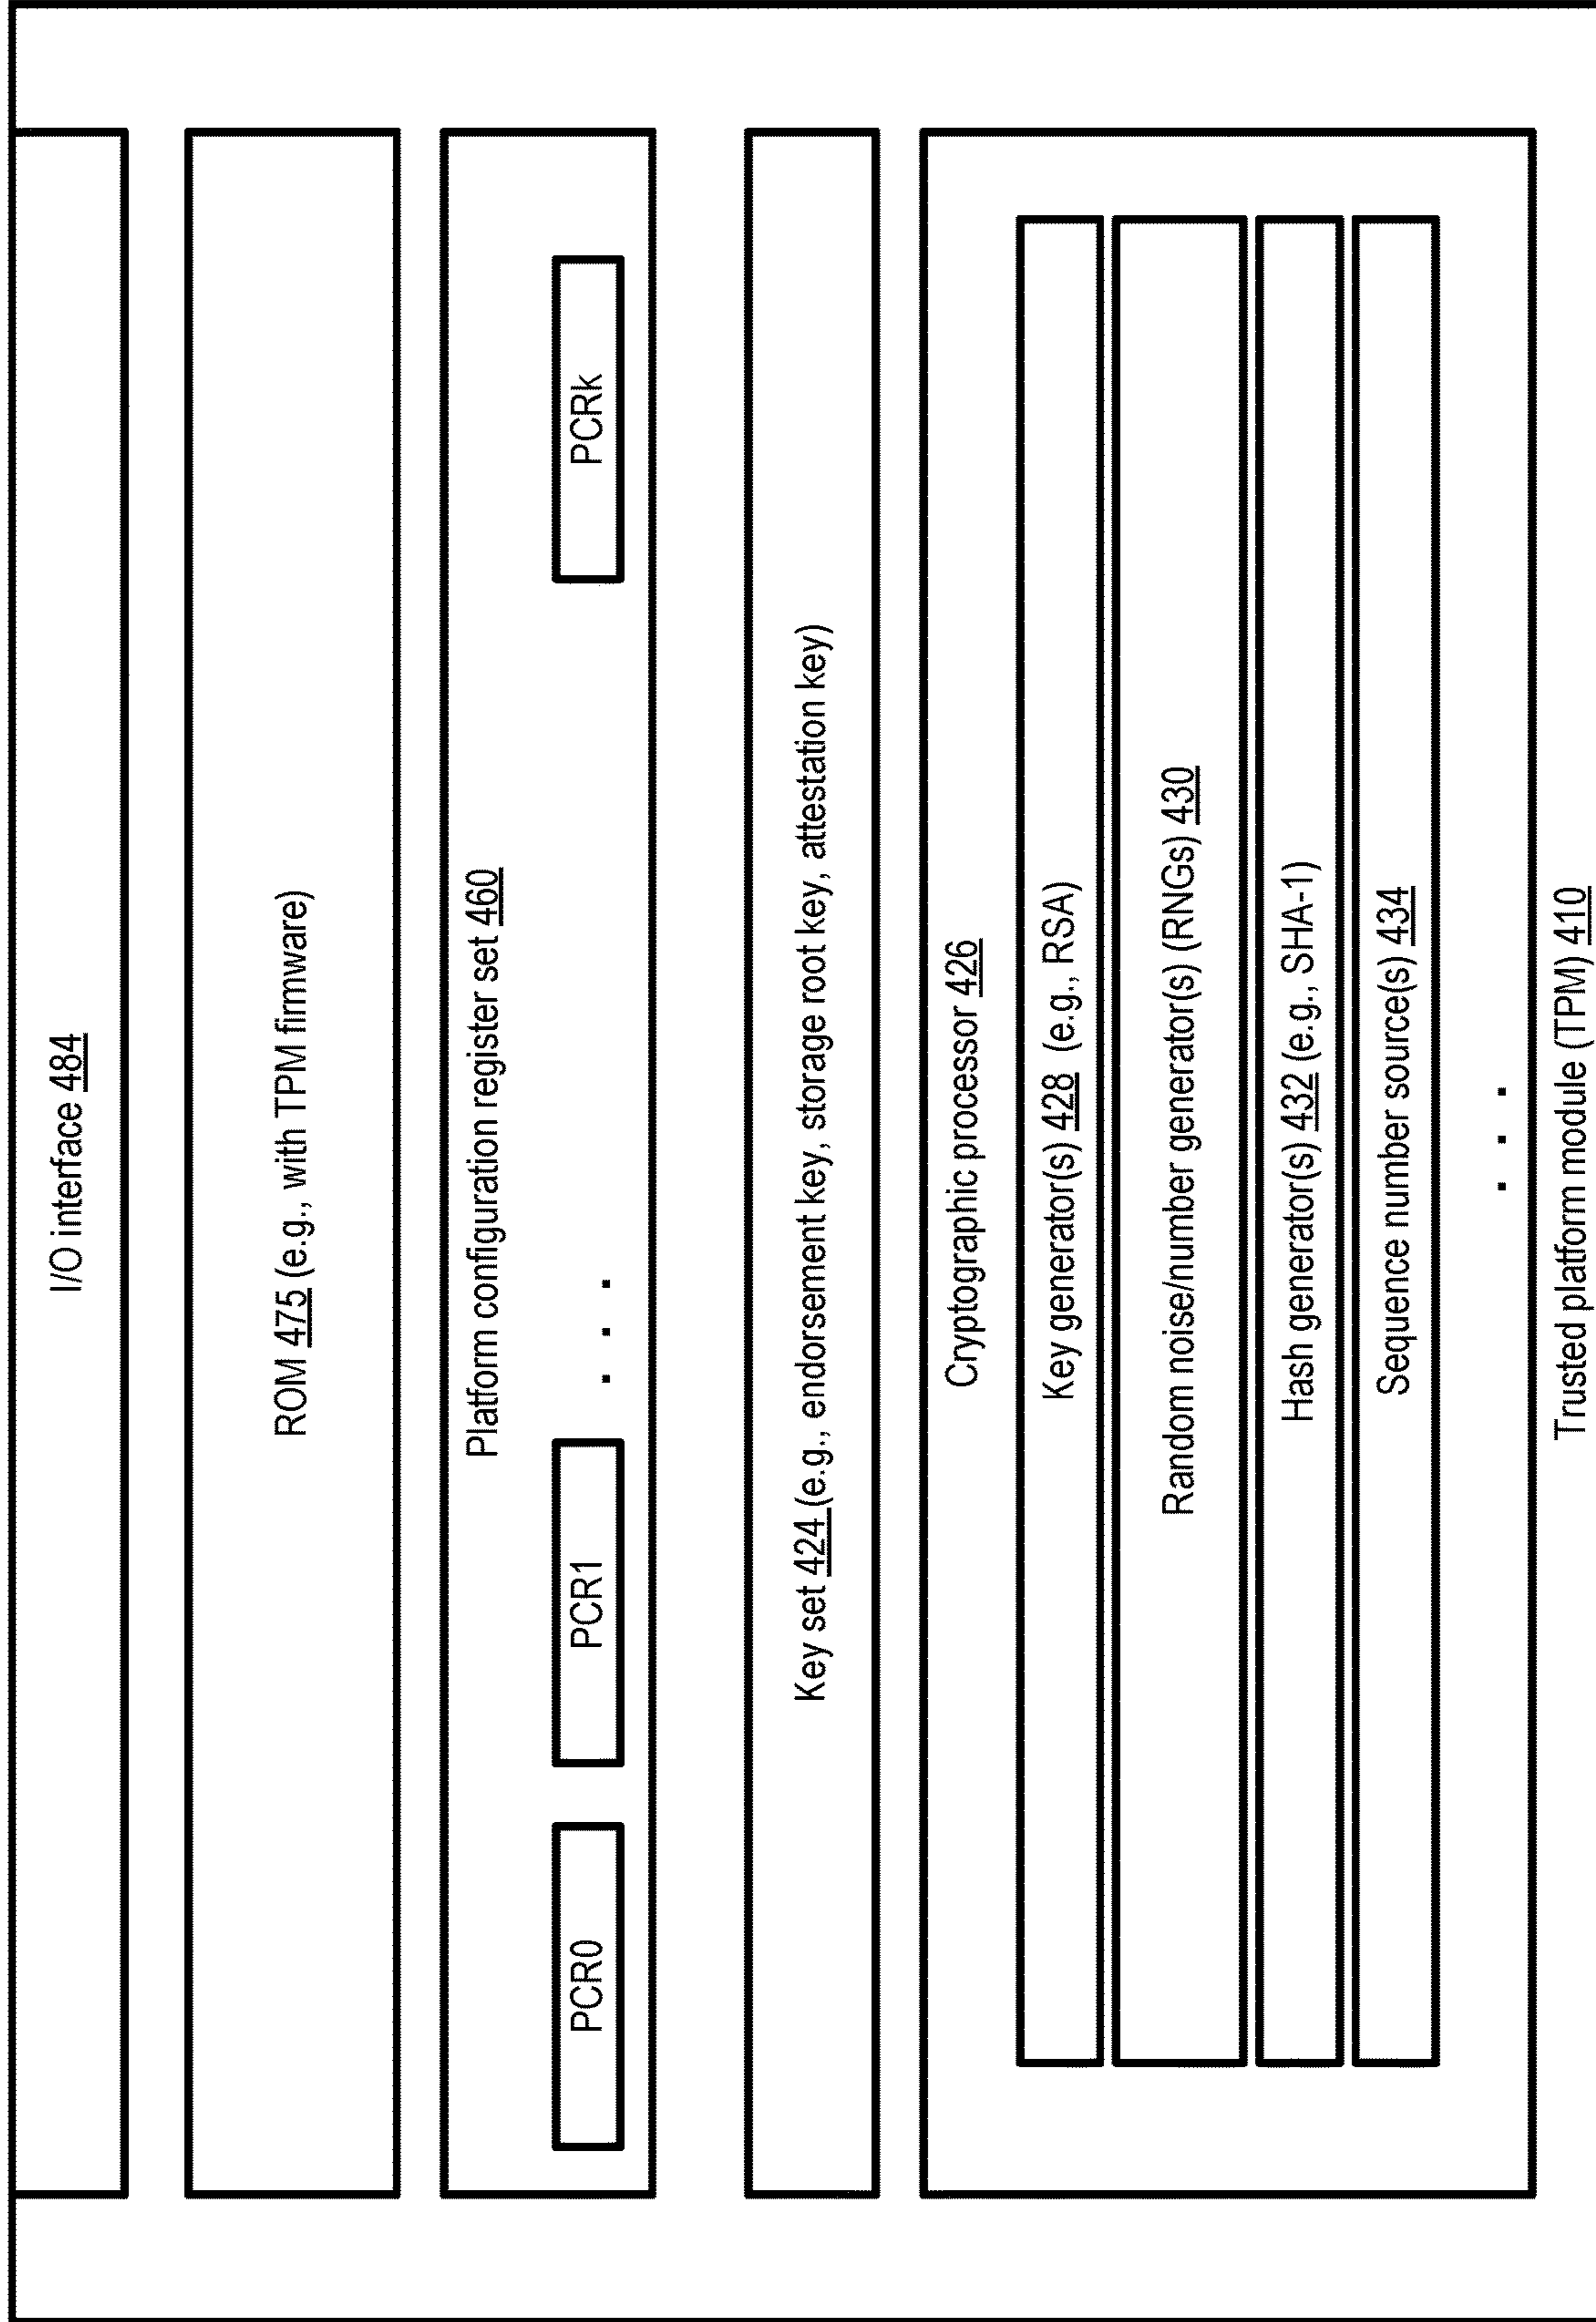 I/O interface 484
ROM 475 (e.g., with TPM firmware)
Platform configuration register set 460
PCR0 PCR1 . . . PCRk
Key set 424 (e.g., endorsement key, storage root key, attestation key)
Cryptographic processor 426
Key generator(s) 428 (e.g., RSA)
Random noise/number generator(s) (RNGs) 430
Hash generator(s) 432 (e.g., SHA-1)
Sequence number source(s) 434
. . .
Trusted platform module (TPM) 410